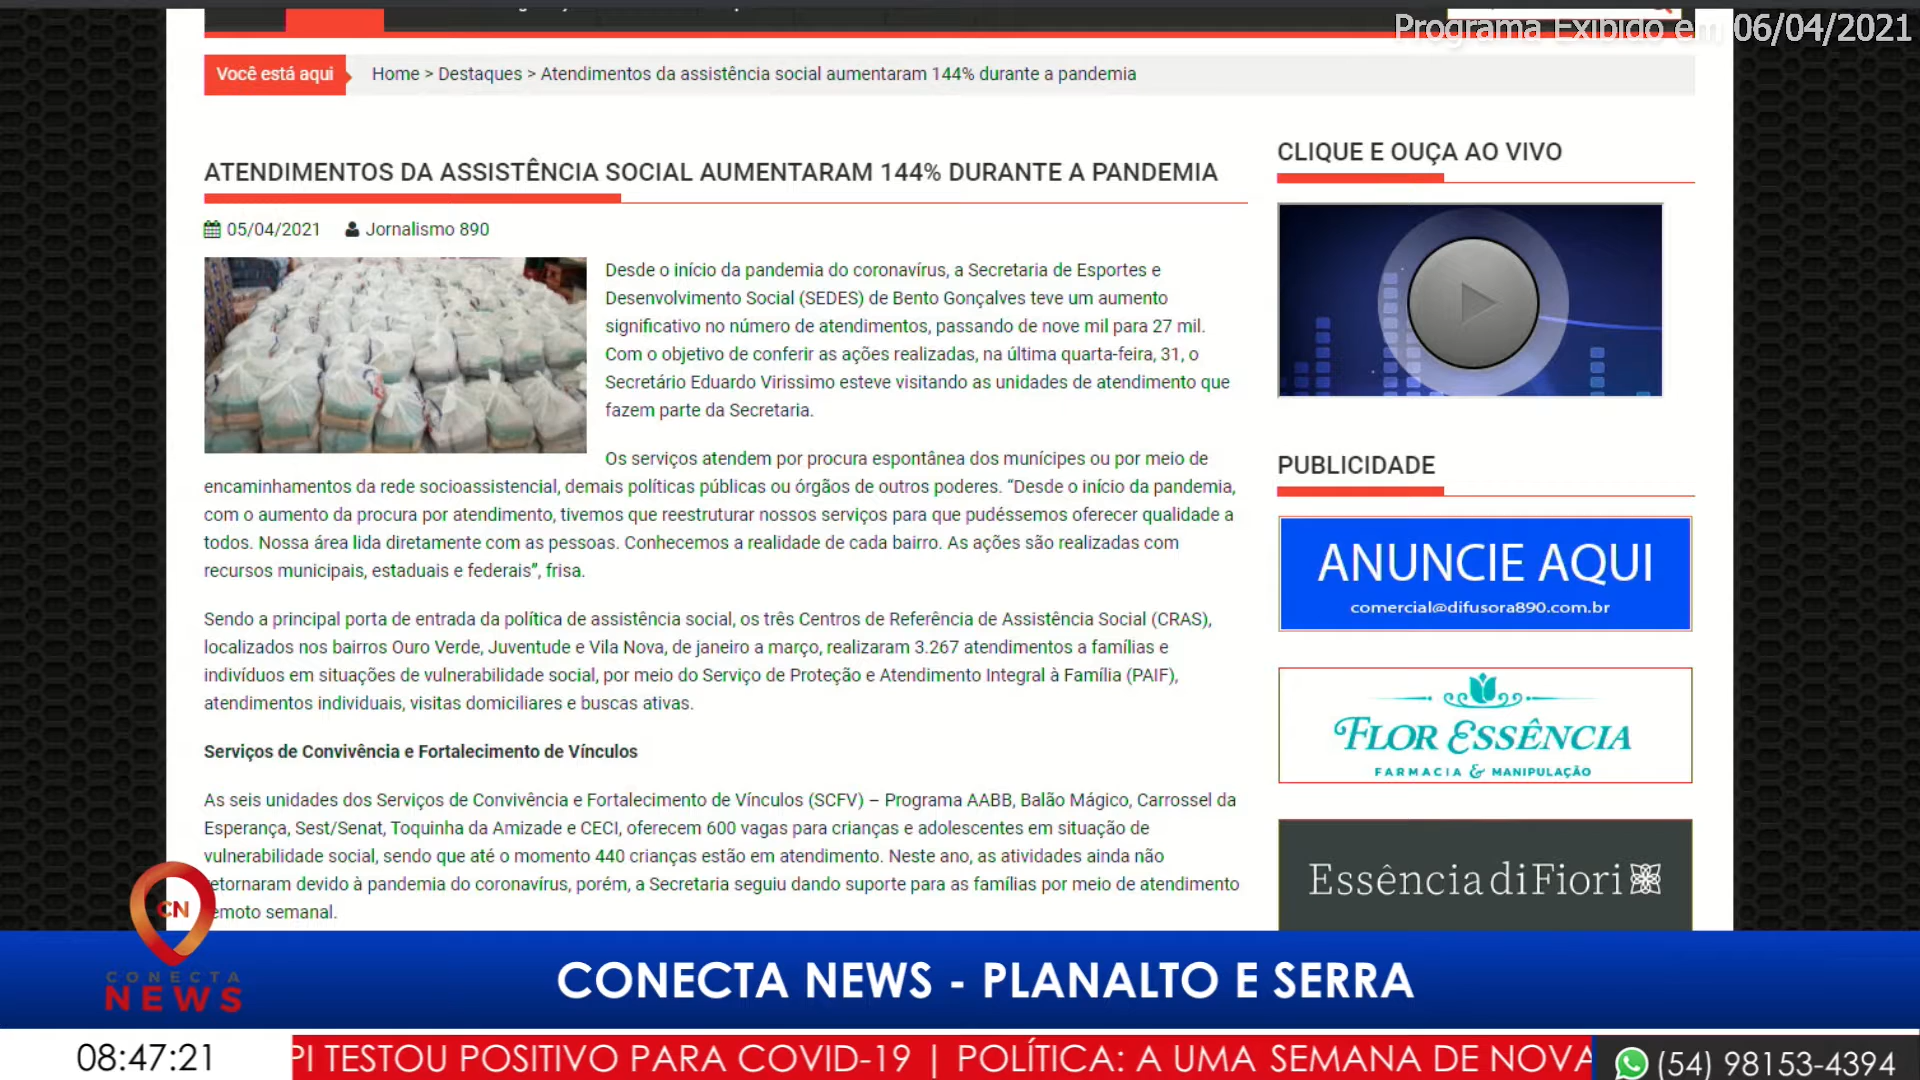 Programa Exibido em 06/04/2021
Você está aqui
Home > Destaques > Atendimentos da assistência social aumentaram 144% durante a pandemia
ATENDIMENTOS DA ASSISTÊNCIA SOCIAL AUMENTARAM 144% DURANTE A PANDEMIA
05/04/2021 Jornalismo 890
Desde o início da pandemia do coronavírus, a Secretaria de Esportes e
Desenvolvimento Social (SEDES) de Bento Gonçalves teve um aumento
significativo no número de atendimentos, passando de nove mil para 27 mil.
Com o objetivo de conferir as ações realizadas, na última quarta-feira, 31, o
Secretário Eduardo Virissimo esteve visitando as unidades de atendimento que
fazem parte da Secretaria.
Os serviços atendem por procura espontânea dos munícipes ou por meio de
encaminhamentos da rede socioassistencial, demais políticas públicas ou órgãos de outros poderes. “Desde o início da pandemia,
com o aumento da procura por atendimento, tivemos que reestruturar nossos serviços para que pudéssemos oferecer qualidade a
todos. Nossa área lida diretamente com as pessoas. Conhecemos a realidade de cada bairro. As ações são realizadas com
recursos municipais, estaduais e federais”, frisa.
Sendo a principal porta de entrada da política de assistência social, os três Centros de Referência de Assistência Social (CRAS),
localizados nos bairros Ouro Verde, Juventude e Vila Nova, de janeiro a março, realizaram 3.267 atendimentos a famílias e
indivíduos em situações de vulnerabilidade social, por meio do Serviço de Proteção e Atendimento Integral à Família (PAIF),
atendimentos individuais, visitas domiciliares e buscas ativas.
Serviços de Convivência e Fortalecimento de Vínculos
As seis unidades dos Serviços de Convivência e Fortalecimento de Vínculos (SCFV) – Programa AABB, Balão Mágico, Carrossel da
Esperança, Sest/Senat, Toquinha da Amizade e CECI, oferecem 600 vagas para crianças e adolescentes em situação de
vulnerabilidade social, sendo que até o momento 440 crianças estão em atendimento. Neste ano, as atividades ainda não
etornaram devido à pandemia do coronavírus, porém, a Secretaria seguiu dando suporte para as famílias por meio de atendimento
emoto semanal.
CLIQUE E OUÇA AO VIVO
PUBLICIDADE
ANUNCIE AQUI
comercial@difusora890.com.br
FLOR ESSÊNCIA
FARMACIA & MANIPULAÇÃO
Essência di Fiori
CN
CONECTA
NEWS
CONECTA NEWS - PLANALTO E SERRA
08:47:21
PI TESTOU POSITIVO PARA COVID-19 | POLÍTICA: A UMA SEMANA DE NOVA
(54) 98153-4394